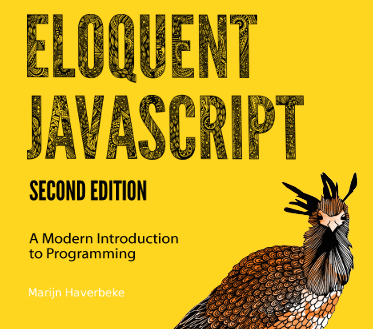 ELOQUENT
JAVASCRIPT
SECOND EDITION
A Modern Introduction
to Programming
Marijn Haverbeke